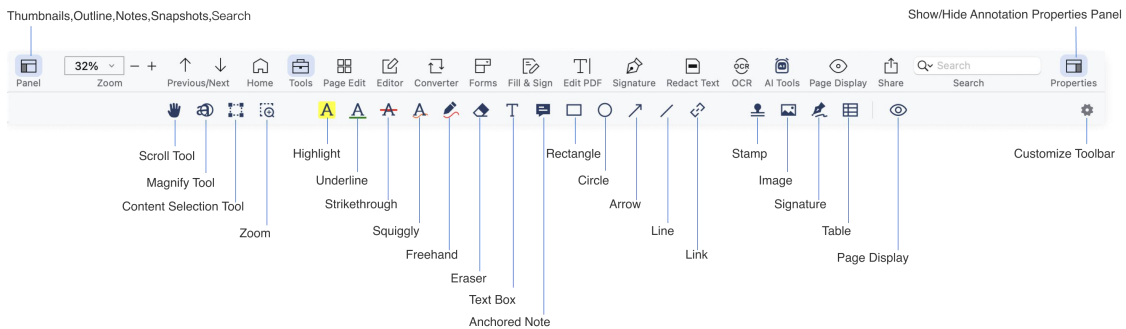 Thumbnails,Outline,Notes,Snapshots,Search
Show/Hide Annotation Properties Panel
32%
Search
Panel Zoom Previous/Next Home Tools Page Edit Editor Converter Forms Fill & Sign Edit PDF Signature Redact Text OCR AI Tools Page Display Share Search Properties
OCR
A A A A T
Scroll Tool Highlight Rectangle Stamp Customize Toolbar
Magnify Tool Underline Circle Image
Content Selection Tool Strikethrough Arrow Signature
Zoom Squiggly Line Table
Freehand Link Page Display
Eraser
Text Box
Anchored Note